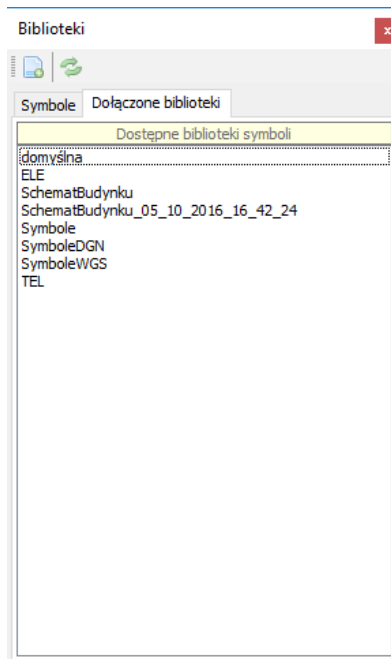 Biblioteki
x
Symbole Dołączone biblioteki
Dostępne biblioteki symboli
domyślna
ELE
SchematBudynku
SchematBudynku_05_10_2016_16_42_24
Symbole
SymboleDGN
SymboleWGS
TEL